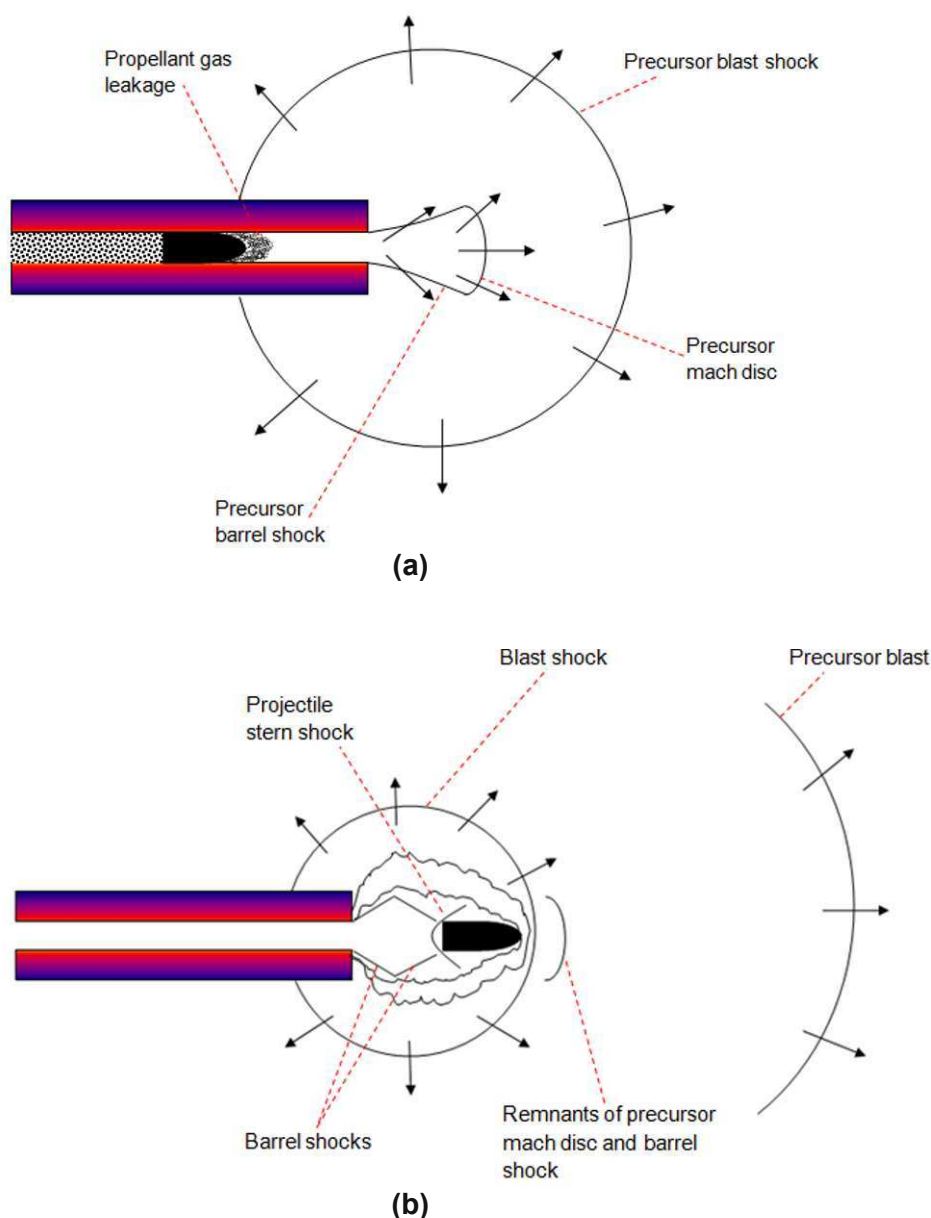 Propellant gas
leakage
Precursor blast shock
Precursor
mach disc
Precursor
barrel shock
(a)
Blast shock
Precursor blast
Projectile
stern shock
Barrel shocks
Remnants of precursor
mach disc and barrel
shock
(b)